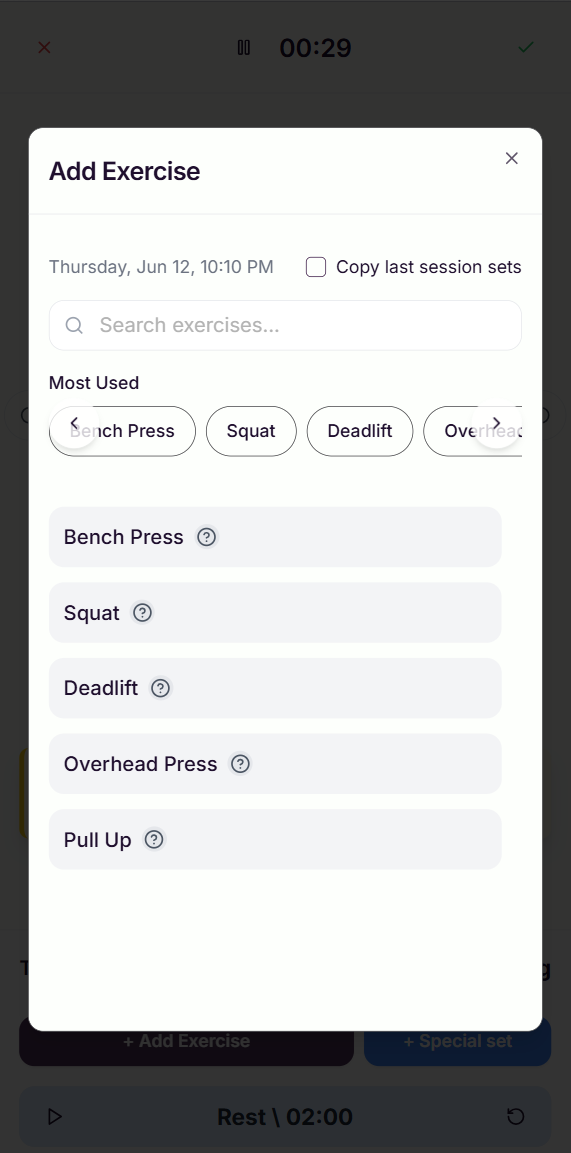 00:29
Add Exercise
Thursday, Jun 12, 10:10 PM
Copy last session sets
Search exercises...
Most Used
Bench Press
Squat
Deadlift
Overhead
Bench Press
Squat
Deadlift
Overhead Press
Pull Up
+ Add Exercise
+ Special set
Rest \ 02:00